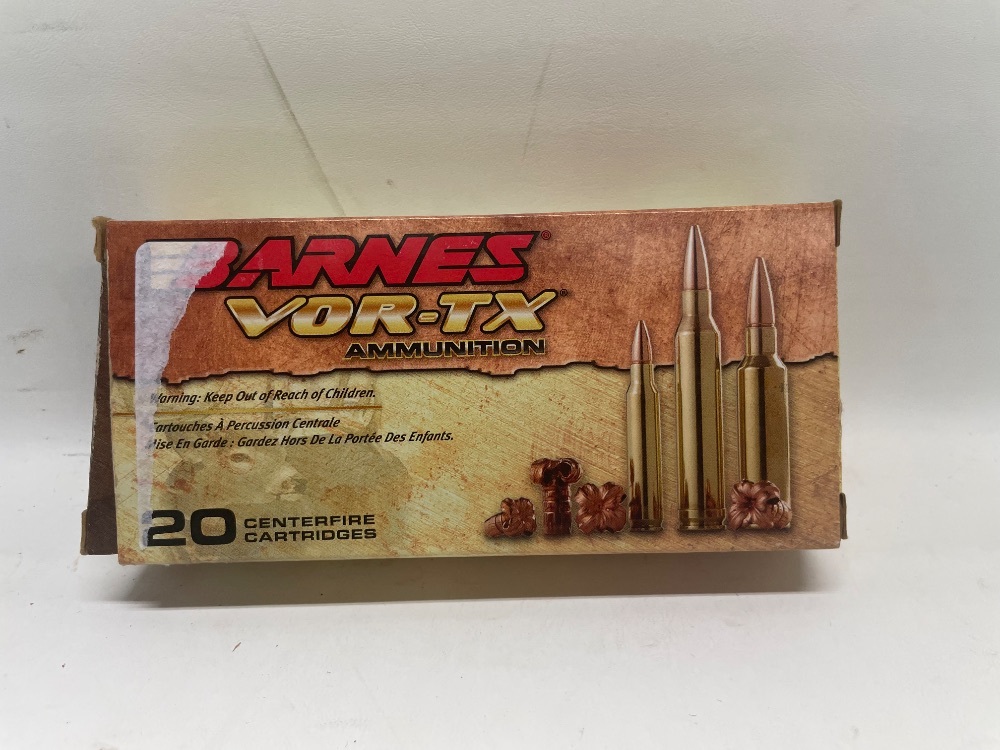 BARNES®
VOR-TX®
AMMUNITION
Warning: Keep Out of Reach of Children.
Cartouches À Percussion Centrale
Mise En Garde : Gardez Hors De La Portée Des Enfants.
20 CENTERFIRE
CARTRIDGES